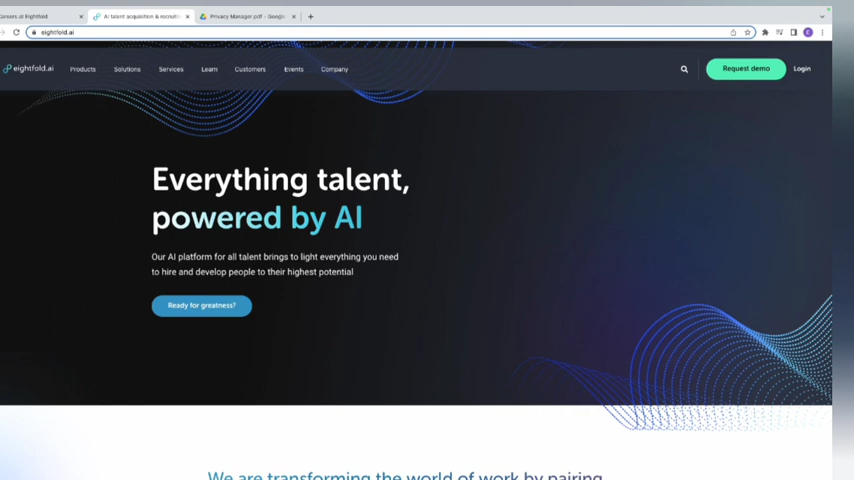 Careers at Eightfold
AI talent acquisition & recruitin
Privacy Manager.pdf - Google
eightfold.ai
eightfold.ai
Products
Solutions
Services
Learn
Customers
Events
Company
Request demo
Login
Everything talent,
powered by AI
Our AI platform for all talent brings to light everything you need
to hire and develop people to their highest potential
Ready for greatness?
We are transforming the world of work by pairing